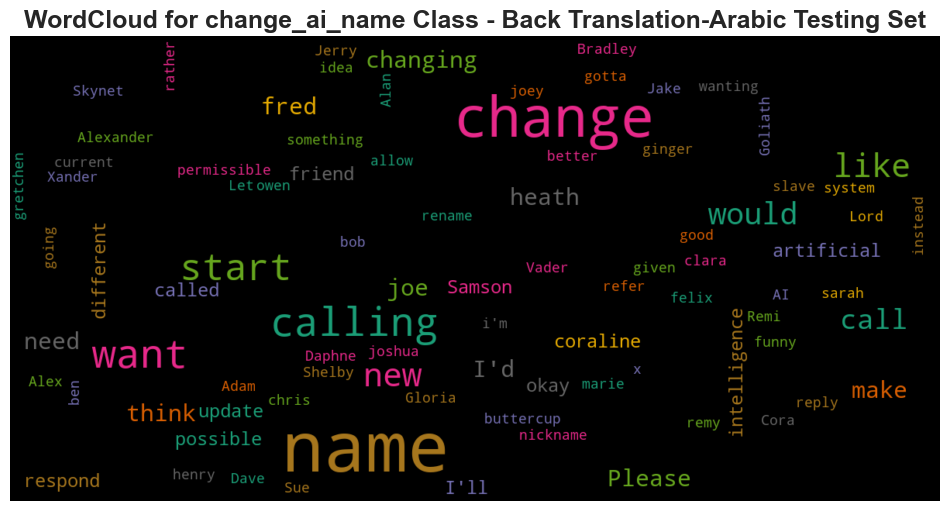 WordCloud for change_ai_name Class - Back Translation-Arabic Testing Set
rather
Jerry
idea
changing
Bradley
Skynet
Alan
gotta
joey
Jake
wanting
fred
change
Goliath
Alexander
something
ginger
better
like
current
Xander
permissible
friend
allow
gretchen
Letowen
heath
slave
system
rename
would
Lord
instead
going
different
bob
good
artificial
start
Vader
given
clara
called
joe
Samson
refer
felix
AI
sarah
calling
i'm
Remi
call
need
want
Daphne
joshua
coraline
intelligence
funny
Shelby
new
I'd
x
Alex
ben
Adam
okay
marie
make
chris
Gloria
reply
think
update
buttercup
remy
Cora
possible
name
nickname
respond
henry
Dave
Sue
I'll
Please